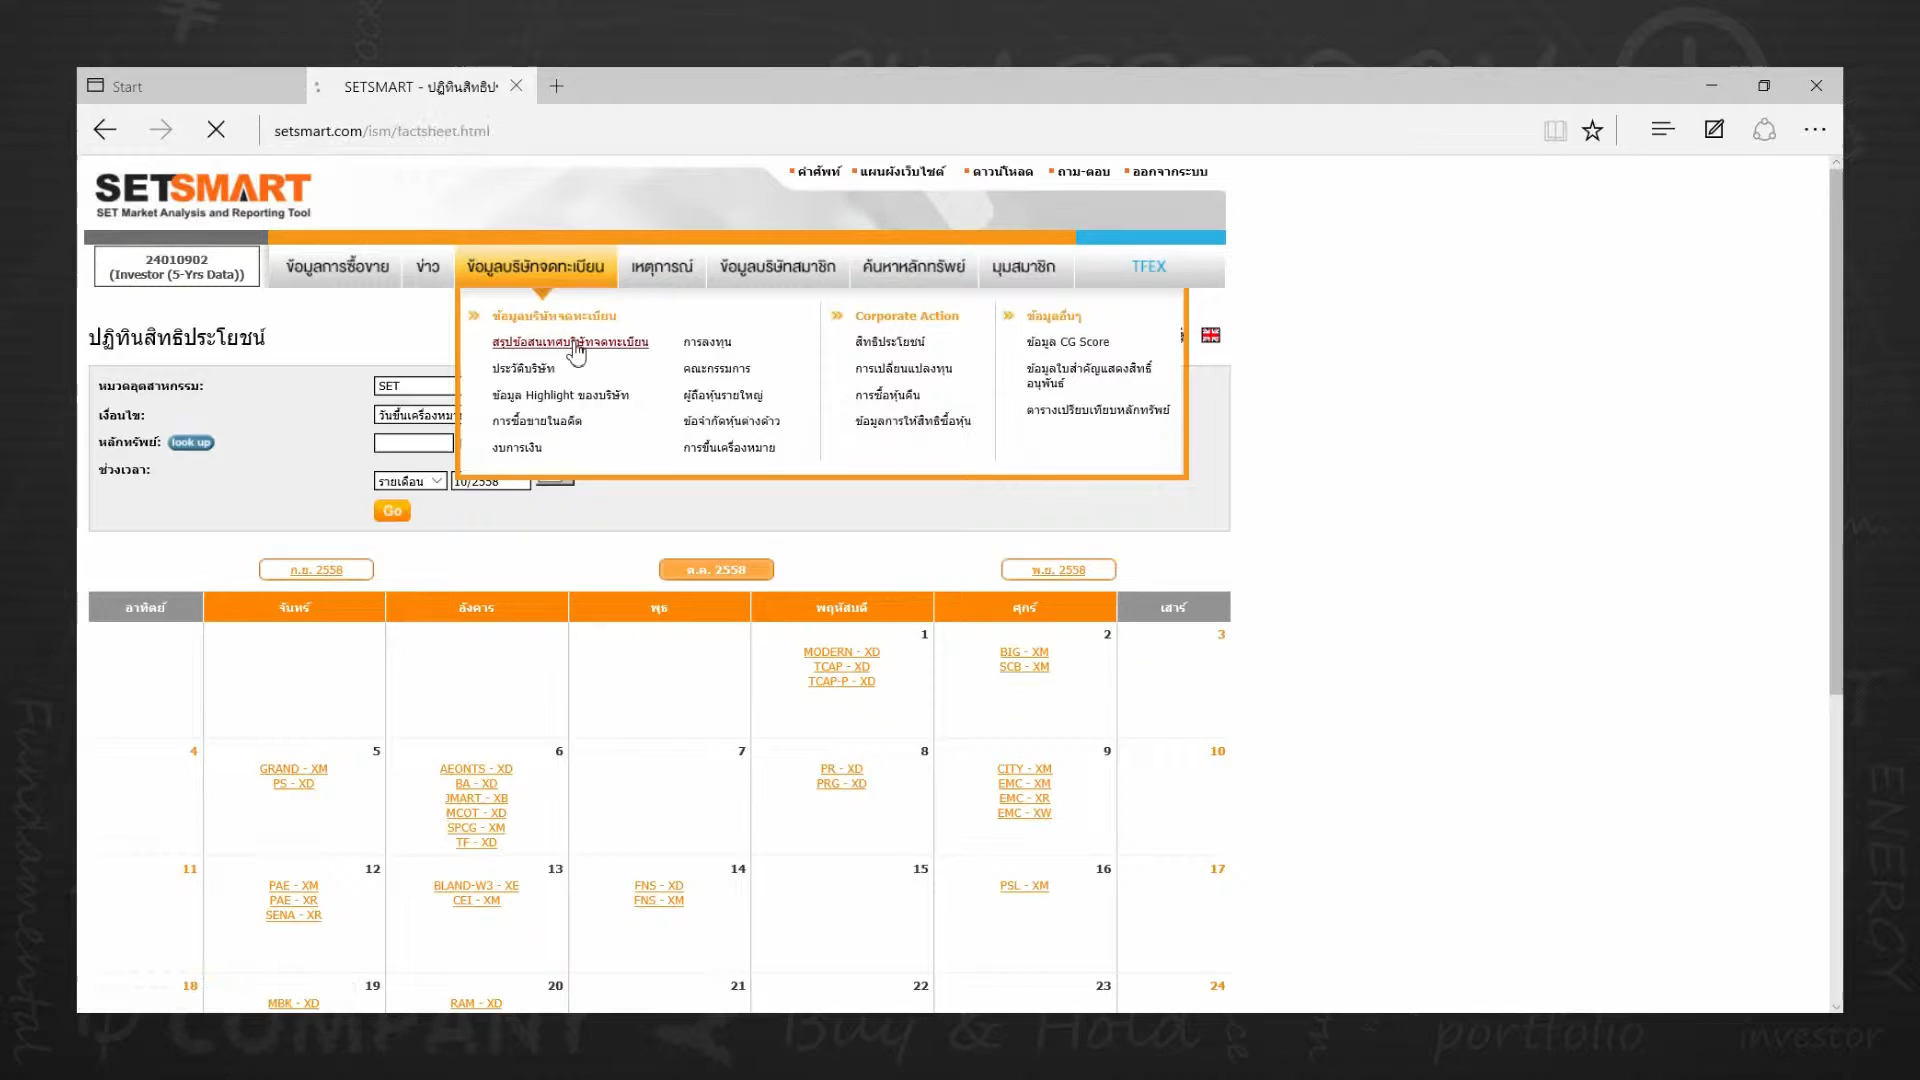 Start
SETSMART - ปฏิทินสิทธิป
setsmart.com/ism/factsheet.html
คำศัพท์ แผนผังเว็บไซต์ ดาวน์โหลด ถาม-ตอบ ออกจากระบบ
SETSMART
SET Market Analysis and Reporting Tool
24010902
(Investor (5-Yrs Data))
ข้อมูลการซื้อขาย ข่าว ข้อมูลบริษัทจดทะเบียน เหตุการณ์ ข้อมูลบริษัทสมาชิก ค้นหาหลักทรัพย์ มุมสมาชิก TFEX
ข้อมูลบริษัทจดทะเบียน Corporate Action ข้อมูลอื่นๆ
สรุปข้อสนเทศบริษัทจดทะเบียน การลงทุน สิทธิประโยชน์ ข้อมูล CG Score
ประวัติบริษัท คณะกรรมการ การเปลี่ยนแปลงทุน ข้อมูลใบสำคัญแสดงสิทธิ์
อนุพันธ์
ข้อมูล Highlight ของบริษัท ผู้ถือหุ้นรายใหญ่ การซื้อหุ้นคืน ตารางเปรียบเทียบหลักทรัพย์
การซื้อขายในอดีต ข้อจำกัดหุ้นต่างด้าว ข้อมูลการให้สิทธิซื้อหุ้น
งบการเงิน การขึ้นเครื่องหมาย
ปฏิทินสิทธิประโยชน์
หมวดอุตสาหกรรม: SET
เงื่อนไข: วันขึ้นเครื่องหมาย
หลักทรัพย์: look up
ช่วงเวลา:
รายเดือน 10/2558
Go
ก.ย. 2558 ต.ค. 2558 พ.ย. 2558
อาทิตย์ จันทร์ อังคาร พุธ พฤหัสบดี ศุกร์ เสาร์
1 2 3
MODERN - XD BIG - XM
TCAP - XD SCB - XM
TCAP-P - XD
4 5 6 7 8 9 10
GRAND - XM AEONTS - XD PR - XD CITY - XM
PS - XD BA - XD PRG - XD EMC - XM
JMART - XB EMC - XR
MCOT - XD EMC - XW
SPCG - XM
TF - XD
11 12 13 14 15 16 17
PAE - XM BLAND-W3 - XE FNS - XD PSL - XM
PAE - XR CEI - XM FNS - XM
SENA - XR
18 19 20 21 22 23 24
MBK - XD RAM - XD
COMPANY Buy & Hold portfolio investor
Fundamental
ENERGY